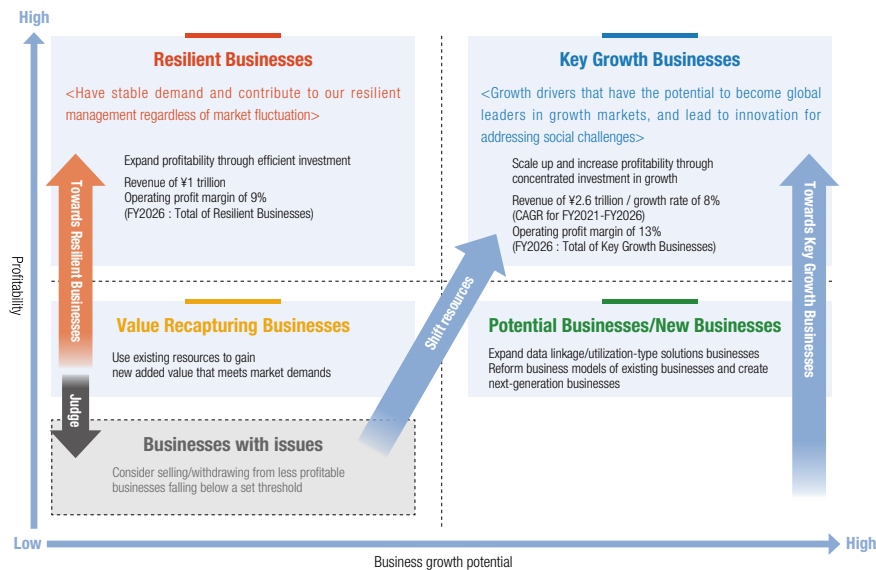 High
Resilient Businesses
<Have stable demand and contribute to our resilient
management regardless of market fluctuation>
Expand profitability through efficient investment
Revenue of ¥1 trillion
Operating profit margin of 9%
(FY2026 : Total of Resilient Businesses)
Towards Resilient Businesses
Key Growth Businesses
<Growth drivers that have the potential to become global
leaders in growth markets, and lead to innovation for
addressing social challenges>
Scale up and increase profitability through
concentrated investment in growth
Revenue of ¥2.6 trillion / growth rate of 8%
(CAGR for FY2021-FY2026)
Operating profit margin of 13%
(FY2026 : Total of Key Growth Businesses)
Towards Key Growth Businesses
Profitability
Value Recapturing Businesses
Use existing resources to gain
new added value that meets market demands
Shift resources
Potential Businesses/New Businesses
Expand data linkage/utilization-type solutions businesses
Reform business models of existing businesses and create
next-generation businesses
Judge
Businesses with issues
Consider selling/withdrawing from less profitable
businesses falling below a set threshold
Low
High
Business growth potential